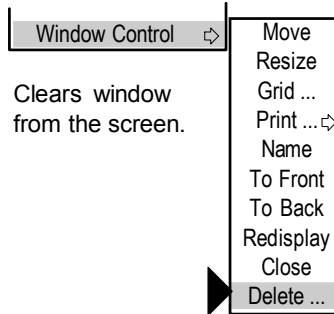 Window Control
Clears window
from the screen.
Move
Resize
Grid ...
Print ...
Name
To Front
To Back
Redisplay
Close
Delete ...